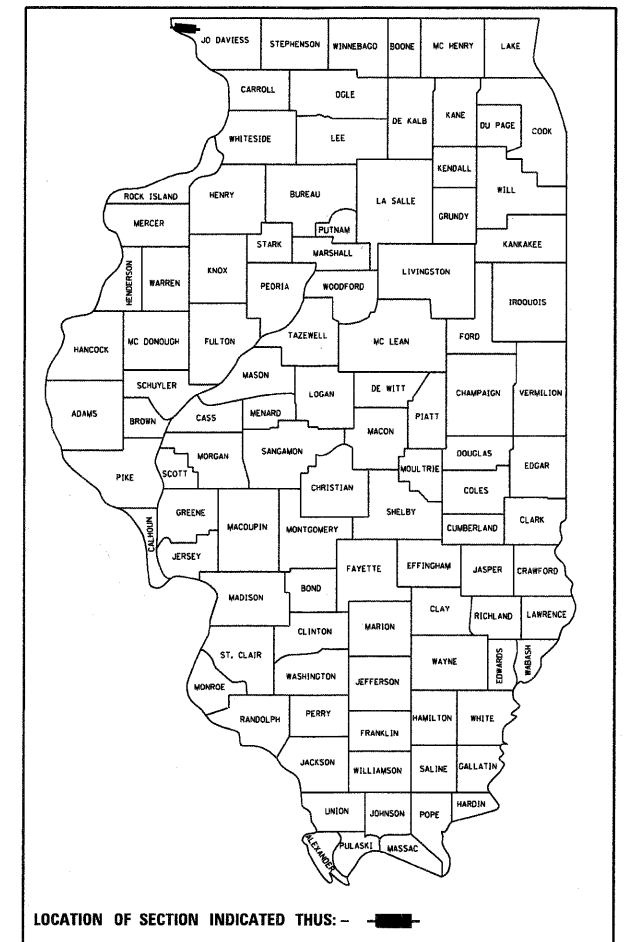 JO DAVIESS
STEPHENSON
WINNEBAGO
BOONE
MC HENRY
LAKE
CARROLL
OGLE
DE KALB
KANE
DU PAGE
COOK
WHITESIDE
LEE
KENDALL
WILL
ROCK ISLAND
HENRY
BUREAU
LA SALLE
GRUNDY
MERCER
PUTNAM
STARK
MARSHALL
KANKAKEE
HENDERSON
WARREN
KNOX
PEORIA
WOODFORD
LIVINGSTON
IROQUOIS
HANCOCK
MC DONOUGH
FULTON
TAZEWELL
MC LEAN
FORD
MASON
SCHUYLER
LOGAN
DE WITT
CHAMPAIGN
VERMILION
ADAMS
BROWN
CASS
MENARD
PIATT
MACON
MORGAN
SANGAMON
DOUGLAS
EDGAR
PIKE
SCOTT
MOULTRIE
COLES
CHRISTIAN
SHELBY
GREENE
MACOUPIN
MONTGOMERY
CUMBERLAND
CLARK
CALHOUN
JERSEY
FAYETTE
EFFINGHAM
JASPER
CRAWFORD
MADISON
BOND
CLAY
RICHLAND
LAWRENCE
CLINTON
MARION
ST. CLAIR
WAYNE
EDWARDS
WABASH
WASHINGTON
JEFFERSON
MONROE
RANDOLPH
PERRY
HAMILTON
WHITE
FRANKLIN
JACKSON
WILLIAMSON
SALINE
GALLATIN
UNION
JOHNSON
POPE
HARDIN
ALEXANDER
PULASKI
MASSAC
LOCATION OF SECTION INDICATED THUS: –